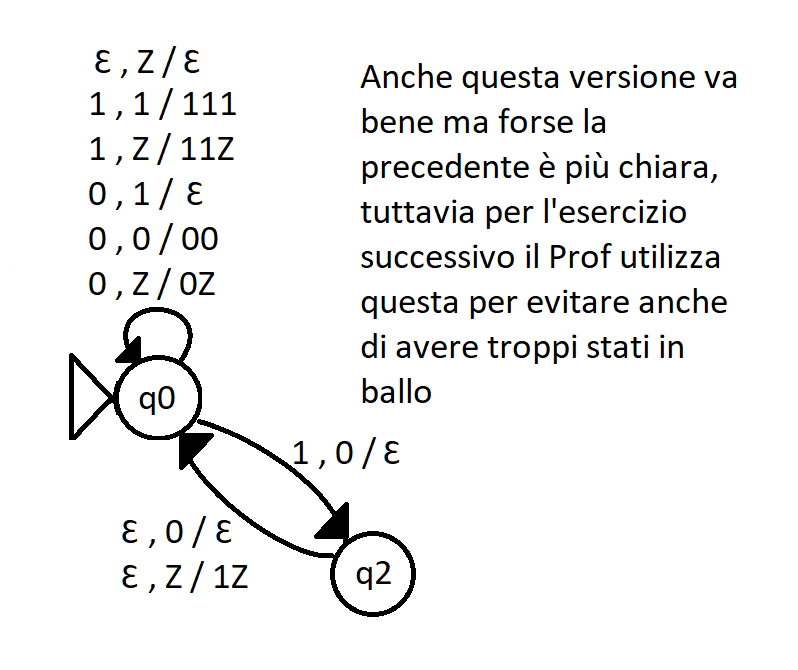 Ɛ , Z / Ɛ
1 , 1 / 111
1 , Z / 11Z
0 , 1 / Ɛ
0 , 0 / 00
0 , Z / 0Z
Anche questa versione va
bene ma forse la
precedente è più chiara,
tuttavia per l'esercizio
successivo il Prof utilizza
questa per evitare anche
di avere troppi stati in
ballo
q0
1 , 0 / Ɛ
Ɛ , 0 / Ɛ
Ɛ , Z / 1Z
q2